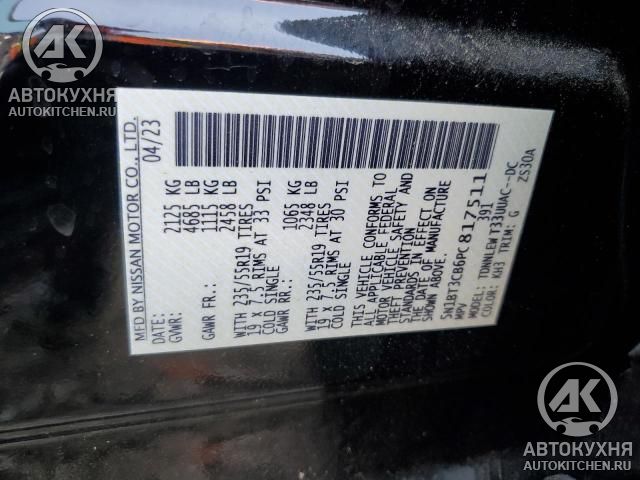 AK
АВТОКУХНЯ
AUTOKITCHEN.RU
MFD BY NISSAN MOTOR CO., LTD.
DATE: 04/23
GVWR: 2125 KG
4685 LB
GAWR FR.: 1115 KG
2458 LB
WITH 235/55R19 TIRES
19 X 7.5 RIMS AT 33 PSI
COLD SINGLE
GAWR RR.: 1065 KG
2348 LB
WITH 235/55R19 TIRES
19 X 7.5 RIMS AT 30 PSI
COLD SINGLE
THIS VEHICLE CONFORMS TO
ALL APPLICABLE FEDERAL
MOTOR VEHICLE SAFETY AND
THEFT PREVENTION
STANDARDS IN EFFECT ON
THE DATE OF MANUFACTURE
SHOWN ABOVE.
5N1BT3CB6PC817511
MPV 391
MODEL: TDRNLEW T33UUAC--DC
COLOR: KH3 TRIM: G ZS30A
AK
АВТОКУХНЯ
AUTOKITCHEN.RU